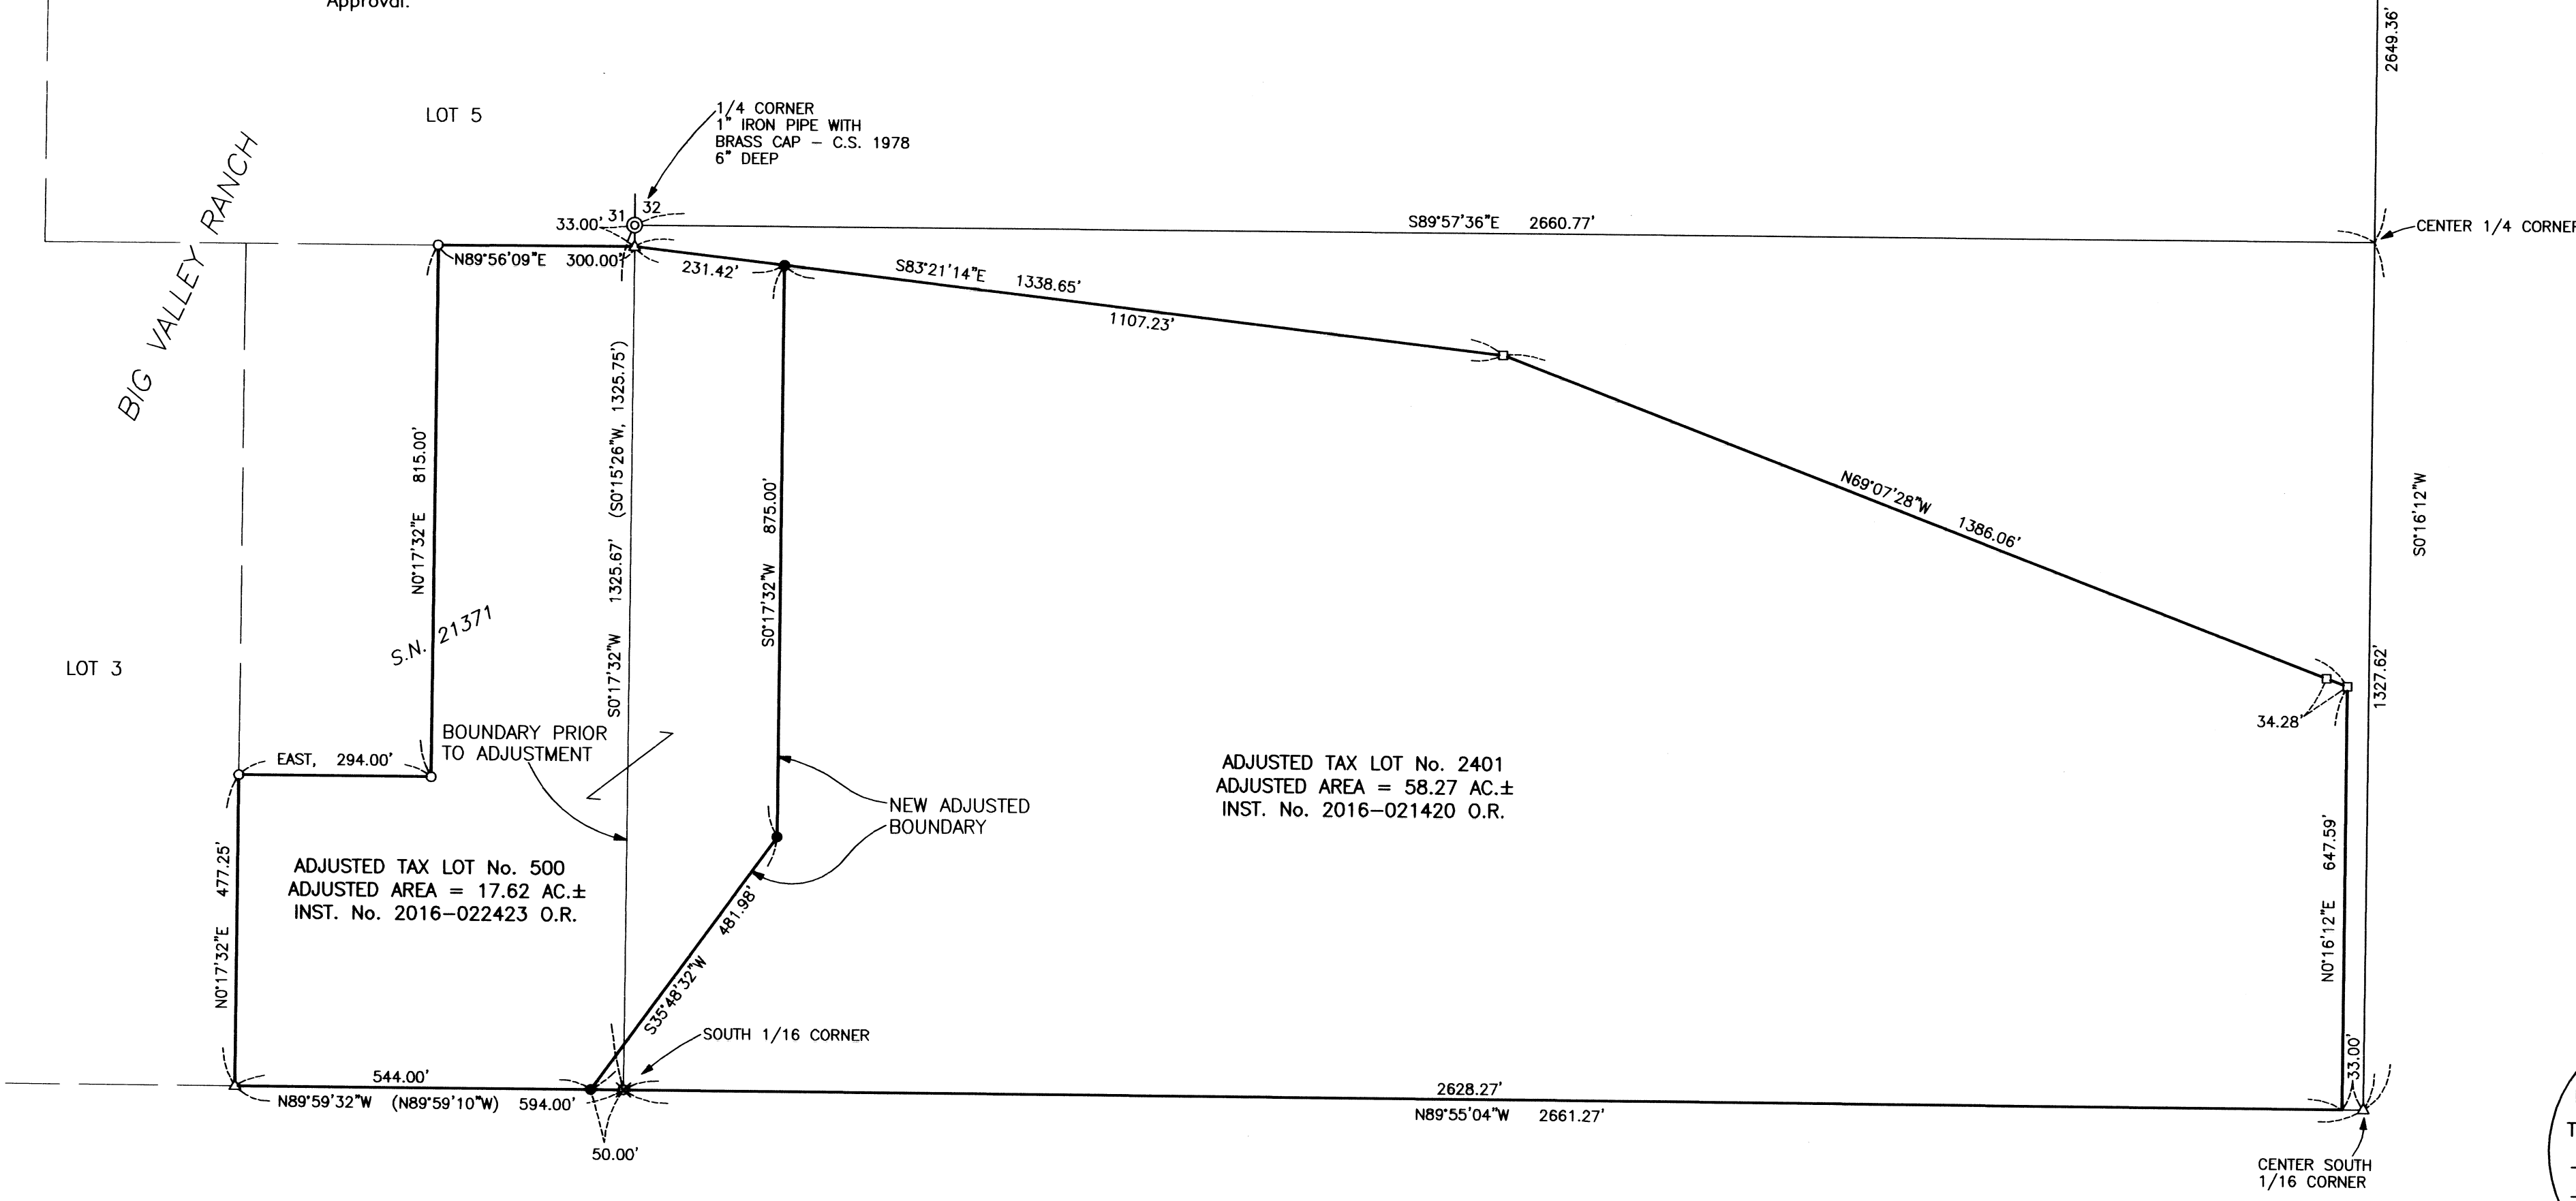 Approval.
2649.36'
LOT 5
1/4 CORNER
1" IRON PIPE WITH
BRASS CAP – C.S. 1978
6" DEEP
BIG VALLEY RANCH
33.00'
31
32
S89°57'36"E 2660.77'
CENTER 1/4 CORNER
N89°56'09"E 300.00'
231.42'
S83°21'14"E 1338.65'
1107.23'
N0°17'32"E 815.00'
S0°17'32"W 1325.67' (S0°15'26"W, 1325.75')
S0°17'32"W 875.00'
N69°07'28"W 1386.06'
S0°16'12"W
1327.62'
S.N. 21371
LOT 3
34.28'
BOUNDARY PRIOR
TO ADJUSTMENT
EAST, 294.00'
NEW ADJUSTED
BOUNDARY
ADJUSTED TAX LOT No. 2401
ADJUSTED AREA = 58.27 AC.±
INST. No. 2016–021420 O.R.
ADJUSTED TAX LOT No. 500
ADJUSTED AREA = 17.62 AC.±
INST. No. 2016–022423 O.R.
N0°17'32"E 477.25'
S35°48'32"W 481.98'
N0°16'12"E 647.59'
33.00'
SOUTH 1/16 CORNER
544.00'
N89°59'32"W (N89°59'10"W) 594.00'
50.00'
2628.27'
N89°55'04"W 2661.27'
CENTER SOUTH
1/16 CORNER